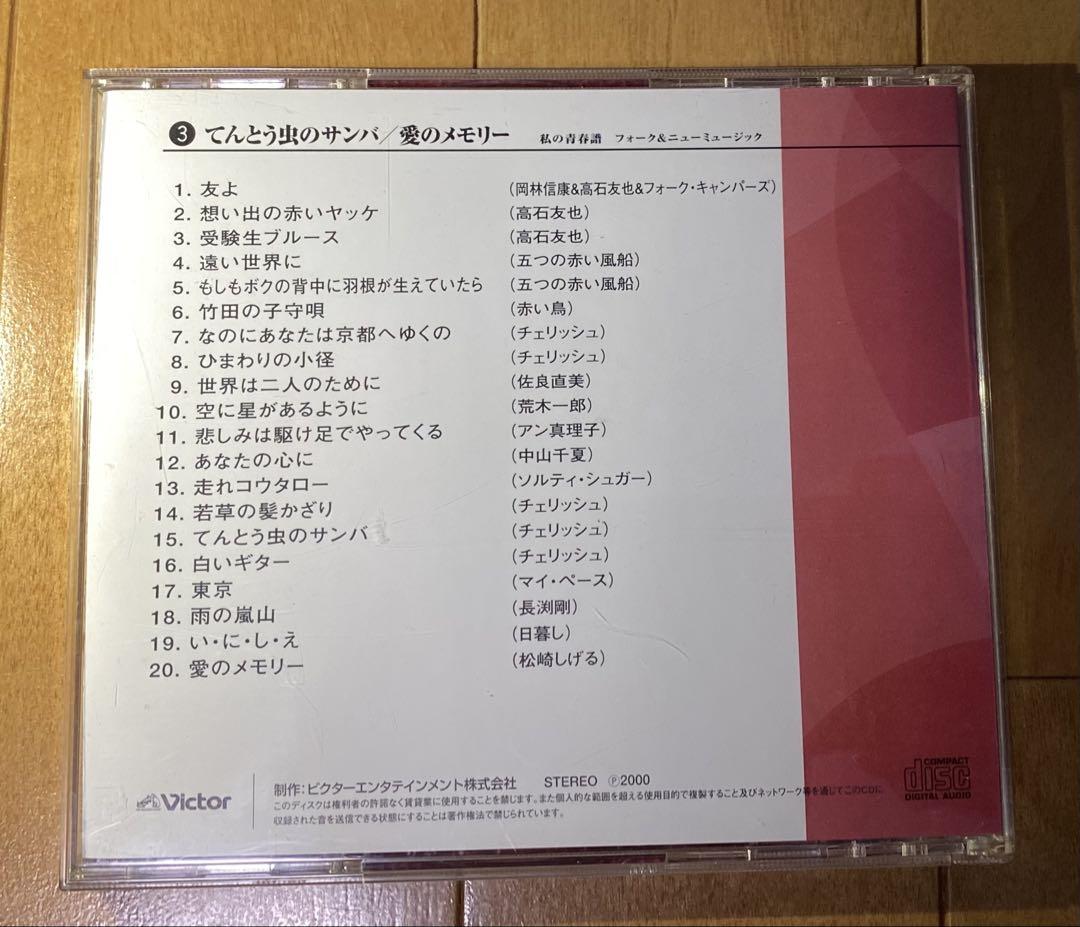 3 てんとう虫のサンバ／愛のメモリー 私の青春譜 フォーク&ニューミュージック
1. 友よ (岡林信康&高石友也&フォーク・キャンパーズ)
2. 想い出の赤いヤッケ (高石友也)
3. 受験生ブルース (高石友也)
4. 遠い世界に (五つの赤い風船)
5. もしもボクの背中に羽根が生えていたら (五つの赤い風船)
6. 竹田の子守唄 (赤い鳥)
7. なのにあなたは京都へゆくの (チェリッシュ)
8. ひまわりの小径 (チェリッシュ)
9. 世界は二人のために (佐良直美)
10. 空に星があるように (荒木一郎)
11. 悲しみは駆け足でやってくる (アン真理子)
12. あなたの心に (中山千夏)
13. 走れコウタロー (ソルティ・シュガー)
14. 若草の髪かざり (チェリッシュ)
15. てんとう虫のサンバ (チェリッシュ)
16. 白いギター (チェリッシュ)
17. 東京 (マイ・ペース)
18. 雨の嵐山 (長渕剛)
19. い・に・し・え (日暮し)
20. 愛のメモリー (松崎しげる)
Victor
制作:ビクターエンタテインメント株式会社 STEREO Ⓟ2000
このディスクは権利者の許諾なく賃貸業に使用することを禁じます。また個人的な範囲を超える使用目的で複製すること及びネットワーク等を通じてこのCDに
収録された音を送信できる状態にすることは著作権法で禁じられています。
COMPACT
disc
DIGITAL AUDIO